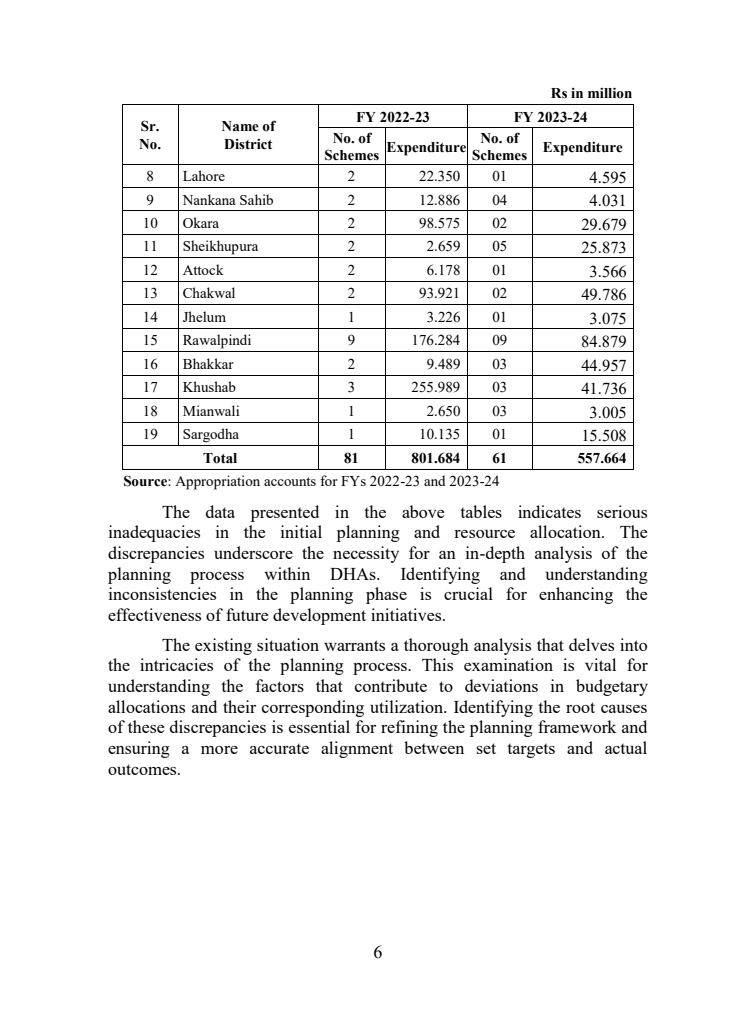 Rs in million
Sr. No. Name of District FY 2022-23 FY 2023-24
No. of Schemes Expenditure No. of Schemes Expenditure
8 Lahore 2 22.350 01 4.595
9 Nankana Sahib 2 12.886 04 4.031
10 Okara 2 98.575 02 29.679
11 Sheikhupura 2 2.659 05 25.873
12 Attock 2 6.178 01 3.566
13 Chakwal 2 93.921 02 49.786
14 Jhelum 1 3.226 01 3.075
15 Rawalpindi 9 176.284 09 84.879
16 Bhakkar 2 9.489 03 44.957
17 Khushab 3 255.989 03 41.736
18 Mianwali 1 2.650 03 3.005
19 Sargodha 1 10.135 01 15.508
Total 81 801.684 61 557.664
Source: Appropriation accounts for FYs 2022-23 and 2023-24
The data presented in the above tables indicates serious
inadequacies in the initial planning and resource allocation. The
discrepancies underscore the necessity for an in-depth analysis of the
planning process within DHAs. Identifying and understanding
inconsistencies in the planning phase is crucial for enhancing the
effectiveness of future development initiatives.
The existing situation warrants a thorough analysis that delves into
the intricacies of the planning process. This examination is vital for
understanding the factors that contribute to deviations in budgetary
allocations and their corresponding utilization. Identifying the root causes
of these discrepancies is essential for refining the planning framework and
ensuring a more accurate alignment between set targets and actual
outcomes.
6